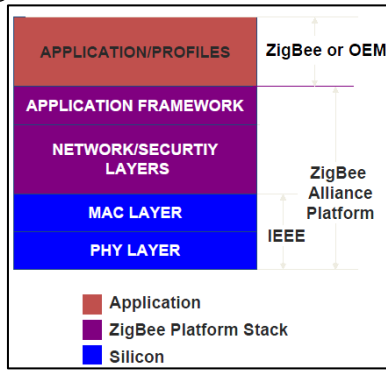 APPLICATION/PROFILES
ZigBee or OEM
APPLICATION FRAMEWORK
NETWORK/SECURTIY
LAYERS
ZigBee
Alliance
Platform
MAC LAYER
IEEE
PHY LAYER
Application
ZigBee Platform Stack
Silicon